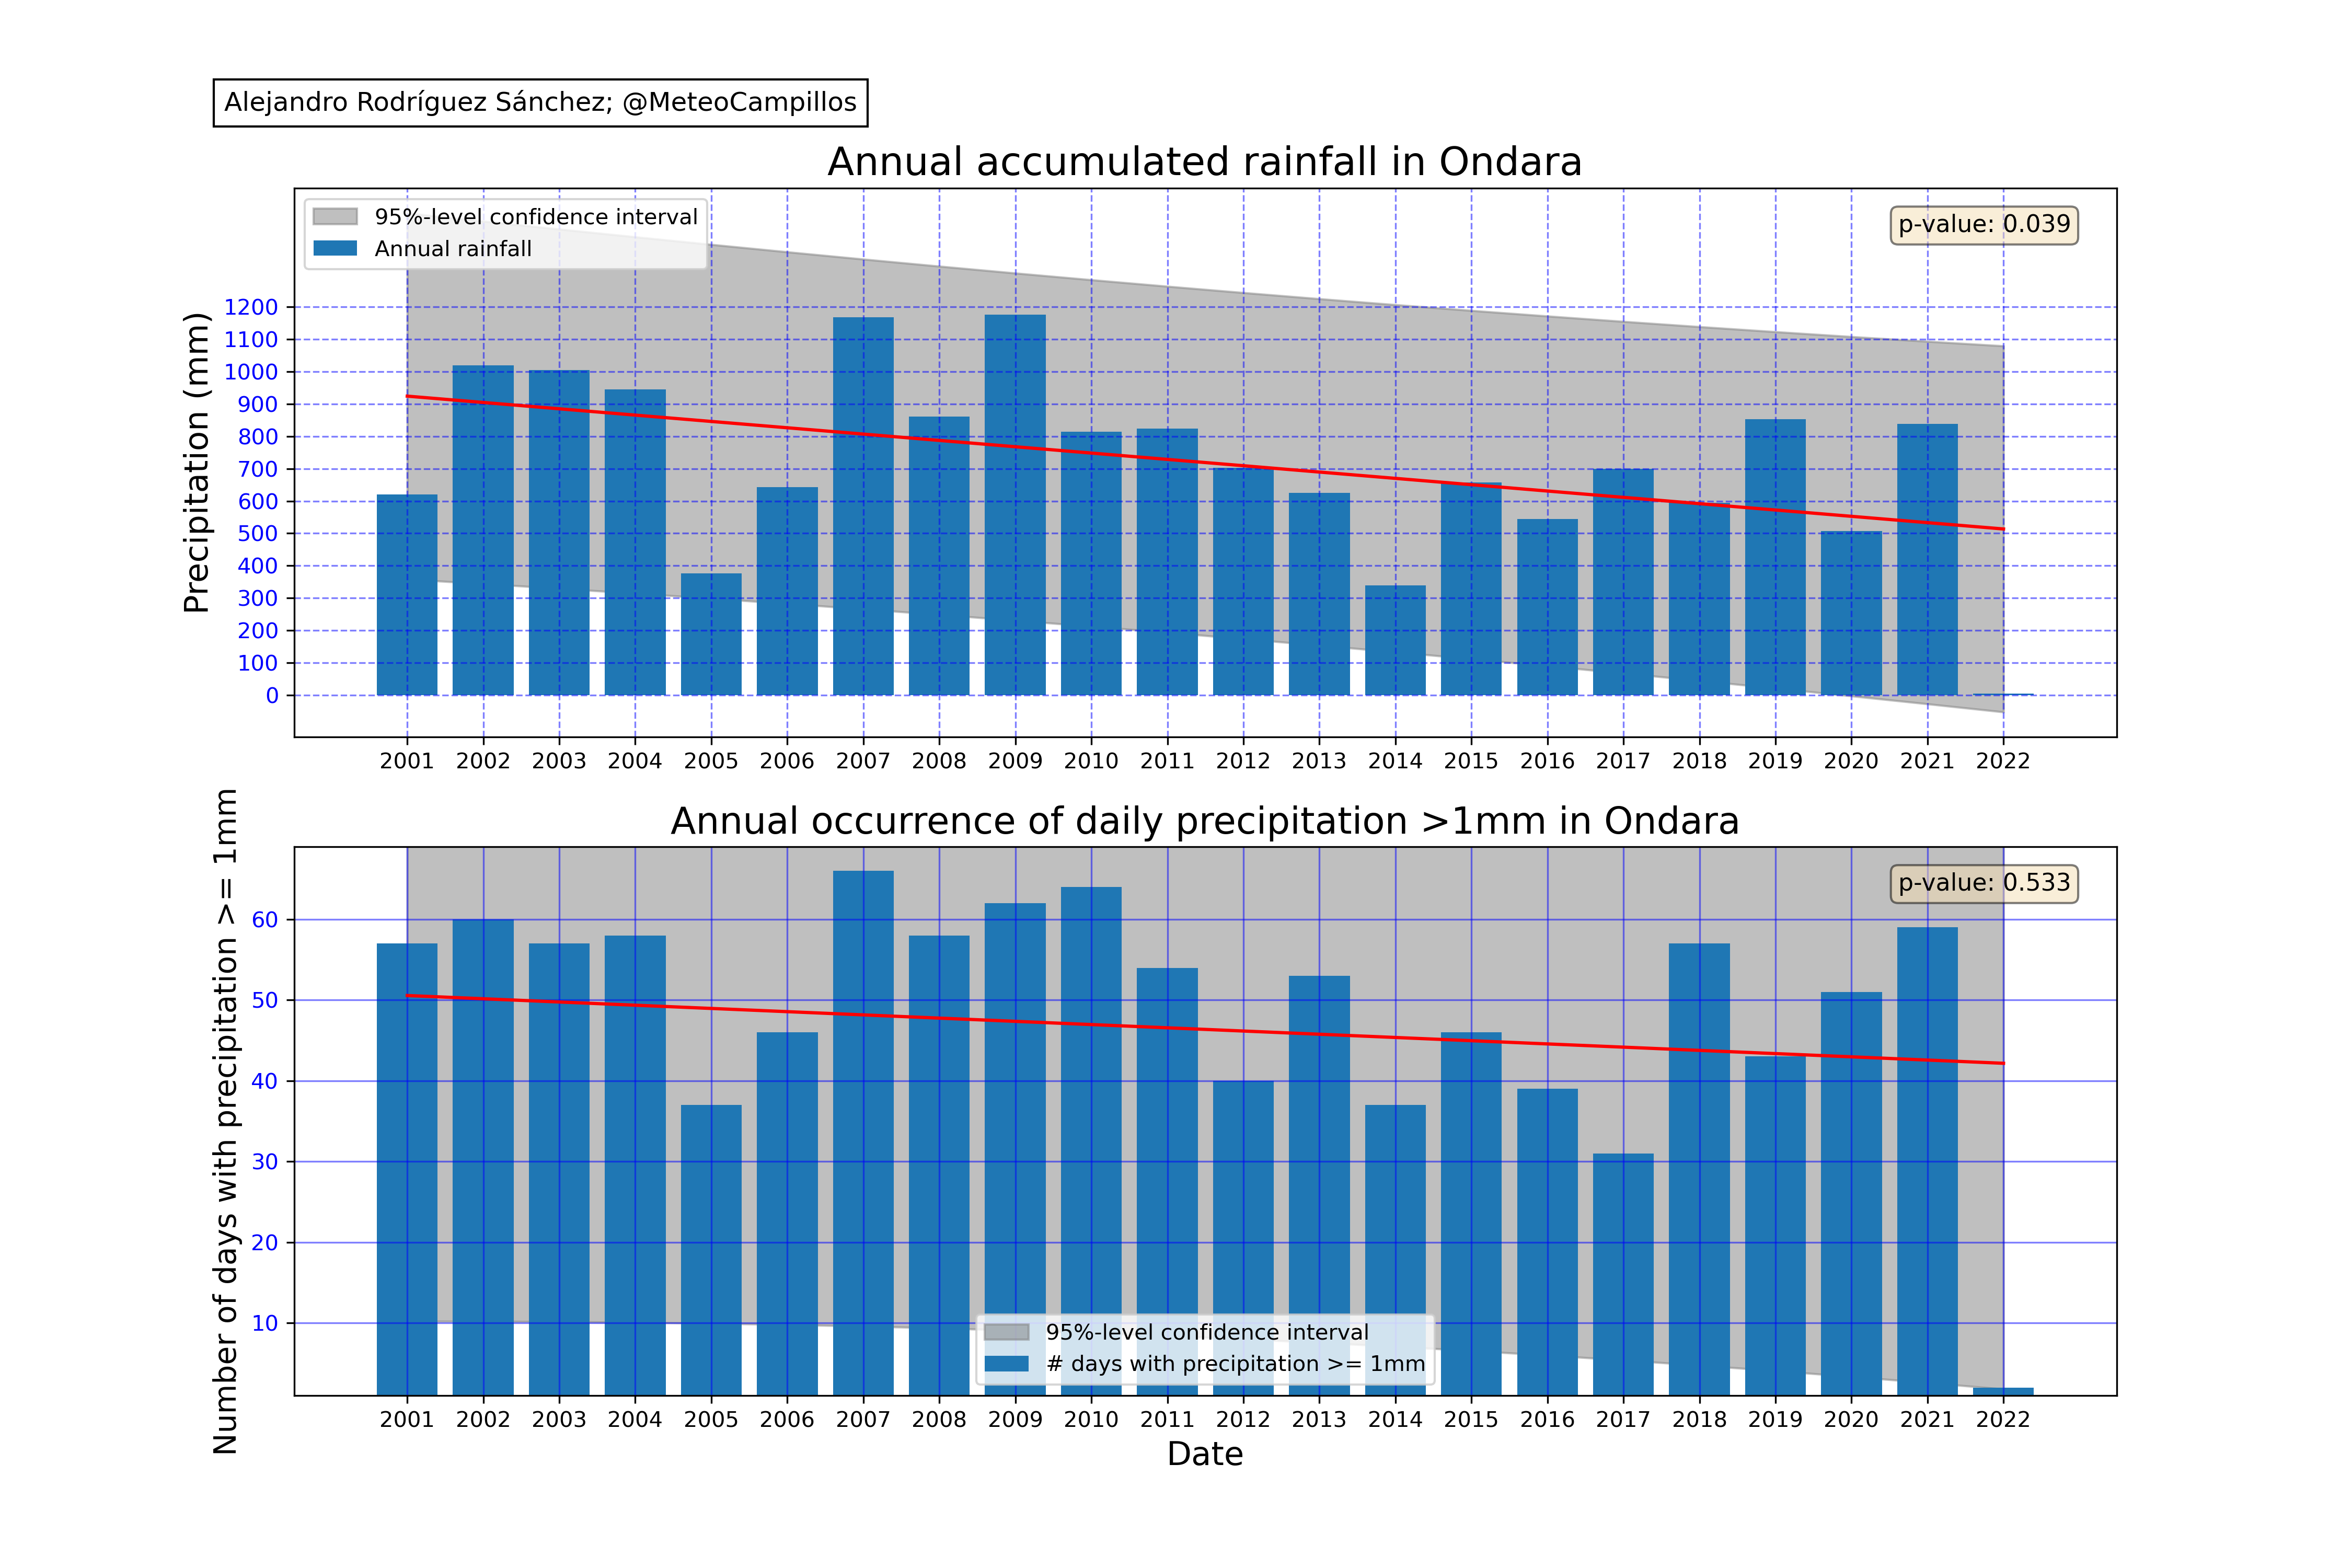 Alejandro Rodríguez Sánchez; @MeteoCampillos
Annual accumulated rainfall in Ondara
95%-level confidence interval
Annual rainfall
p-value: 0.039
Precipitation (mm)
1200
1100
1000
900
800
700
600
500
400
300
200
100
0
2001 2002 2003 2004 2005 2006 2007 2008 2009 2010 2011 2012 2013 2014 2015 2016 2017 2018 2019 2020 2021 2022
Annual occurrence of daily precipitation >1mm in Ondara
p-value: 0.533
Number of days with precipitation >= 1mm
60
50
40
30
20
10
95%-level confidence interval
# days with precipitation >= 1mm
2001 2002 2003 2004 2005 2006 2007 2008 2009 2010 2011 2012 2013 2014 2015 2016 2017 2018 2019 2020 2021 2022
Date